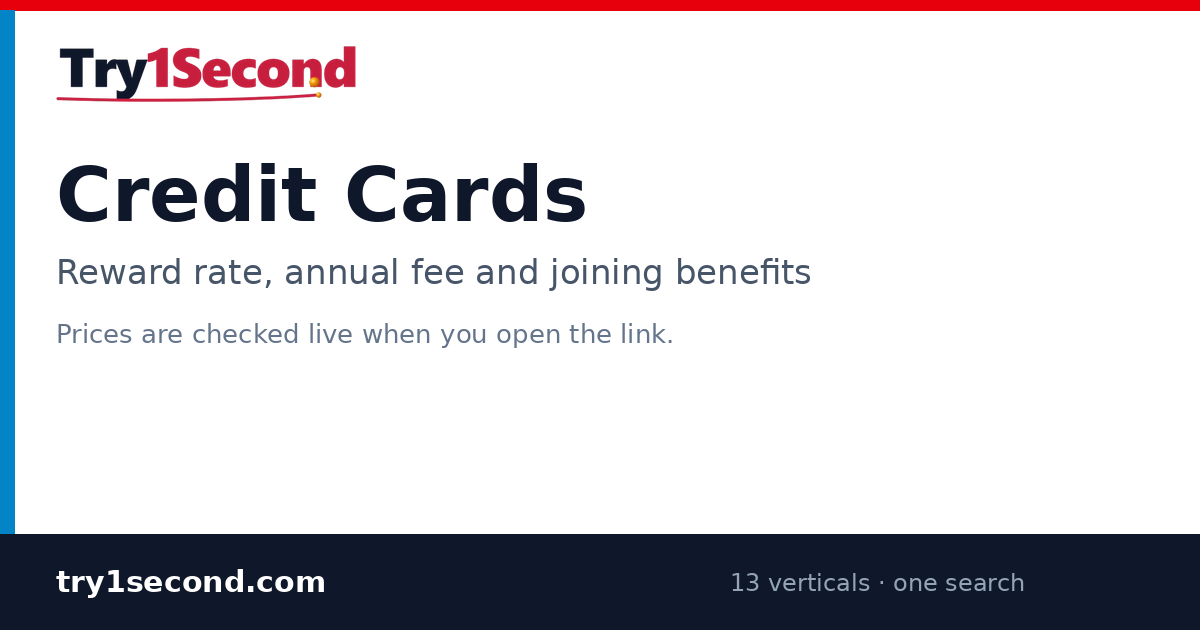 Try1Second
Credit Cards
Reward rate, annual fee and joining benefits
Prices are checked live when you open the link.
try1second.com
13 verticals · one search